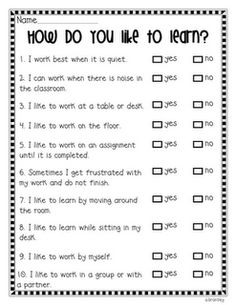 Name
How Do You Like to Learn?
1. I work best when it is quiet. yes no
2. I can work when there is noise in
the classroom. yes no
3. I like to work at a table or desk. yes no
4. I like to work on the floor. yes no
5. I like to work on an assignment
until it is completed. yes no
6. Sometimes I get frustrated with
my work and do not finish. yes no
7. I like to learn by moving around
the room. yes no
8. I like to learn while sitting in my
desk. yes no
9. I like to work by myself. yes no
10. I like to work in a group or with
a partner. yes no